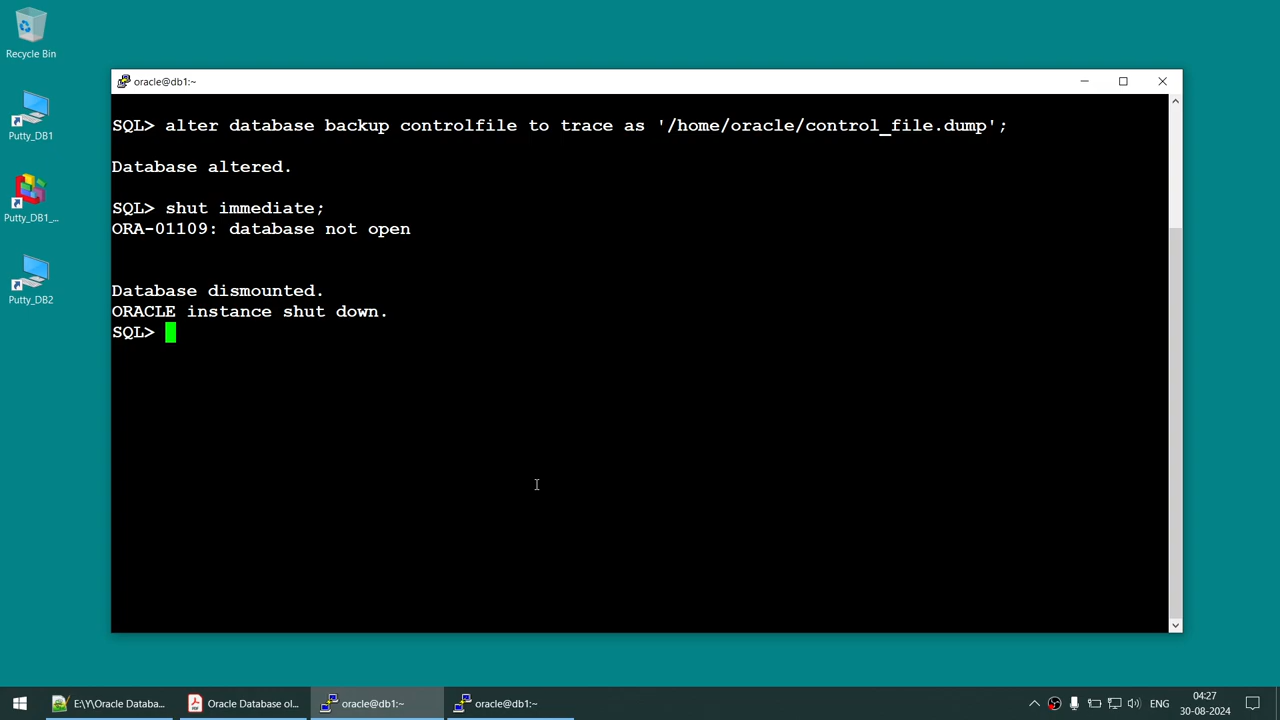 Recycle Bin
Putty_DB1
Putty_DB1_...
Putty_DB2
oracle@db1:~
SQL> alter database backup controlfile to trace as '/home/oracle/control_file.dump';
Database altered.
SQL> shut immediate;
ORA-01109: database not open
Database dismounted.
ORACLE instance shut down.
SQL>
E:\Y\Oracle Databa...
Oracle Database ol...
oracle@db1:~
oracle@db1:~
ENG
04:27
30-08-2024